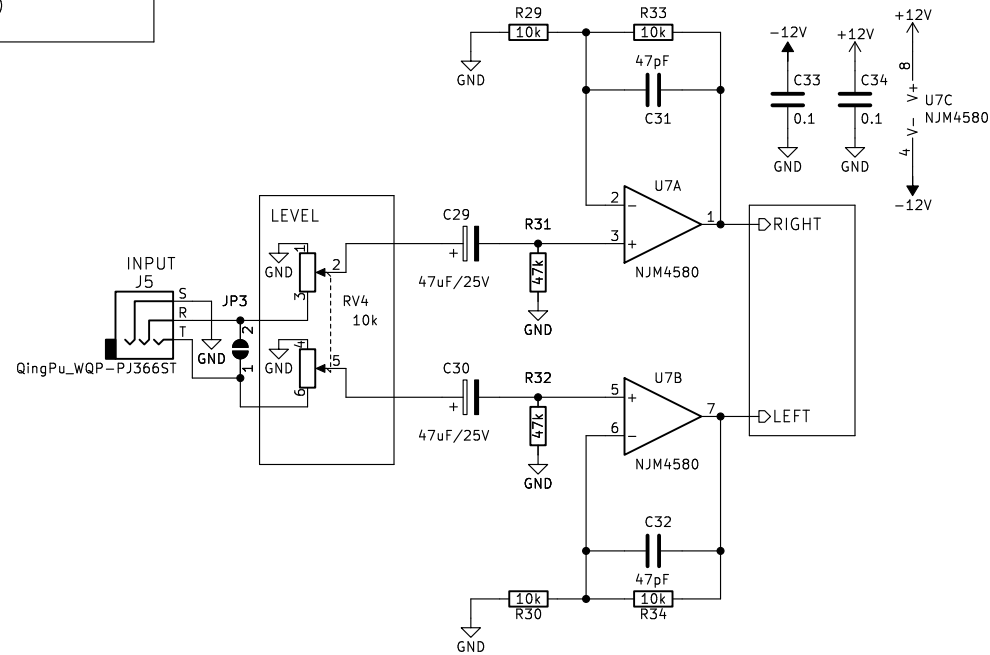 )
R29
10k
GND
R33
10k
47pF
C31
-12V
C33
0.1
GND
+12V
C34
0.1
GND
+12V
8
V+
U7C
NJM4580
V-
4
-12V
U7A
2
-
3
+
1
NJM4580
RIGHT
LEVEL
1
GND
2
3
RV4
10k
4
GND
5
6
C29
+
47uF/25V
R31
47k
GND
INPUT
J5
S
R
T
GND
QingPu_WQP-PJ366ST
JP3
2
1
C30
+
47uF/25V
R32
47k
GND
U7B
5
+
6
-
7
NJM4580
LEFT
C32
47pF
10k
R30
GND
10k
R34